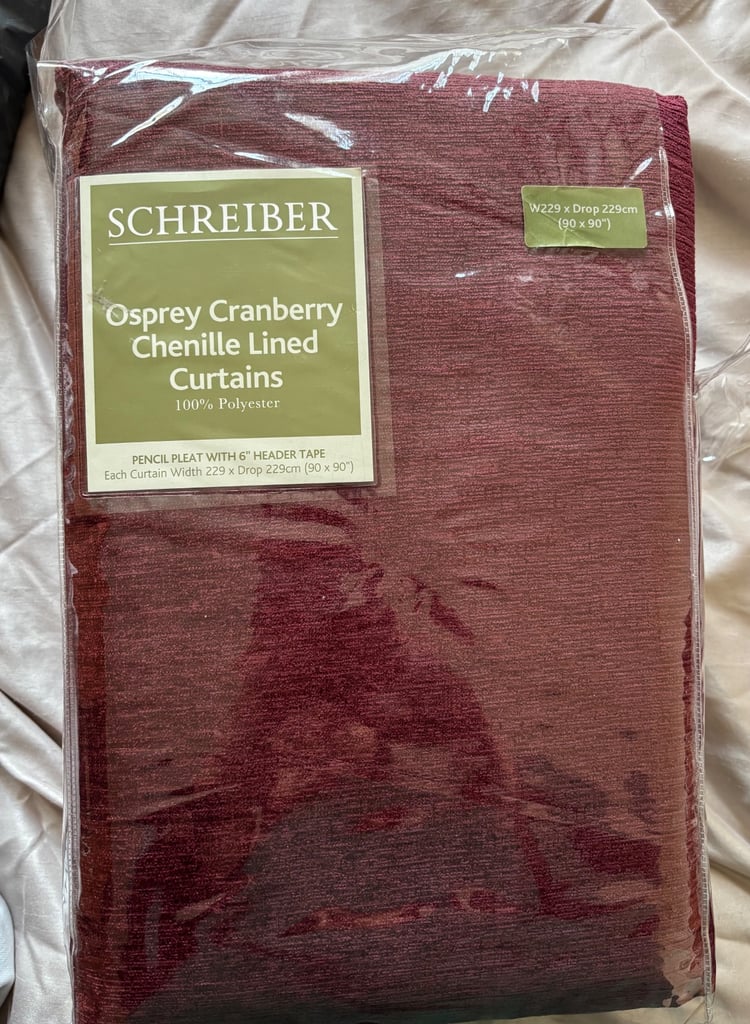 SCHREIBER
Osprey Cranberry
Chenille Lined
Curtains
100% Polyester
PENCIL PLEAT WITH 6" HEADER TAPE
Each Curtain Width 229 x Drop 229cm (90 x 90")
W229 x Drop 229cm
(90 x 90")